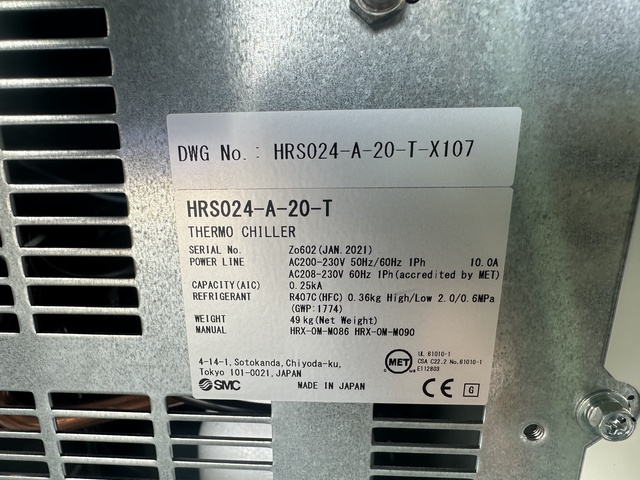 DWG No. : HRS024-A-20-T-X107
HRS024-A-20-T
THERMO CHILLER
SERIAL No. Zo602(JAN. 2021)
POWER LINE AC200-230V 50Hz/60Hz 1Ph 10.0A
AC208-230V 60Hz 1Ph(accredited by MET)
CAPACITY(AIC) 0.25kA
REFRIGERANT R407C(HFC) 0.36kg High/Low 2.0/0.6MPa
(GWP:1774)
WEIGHT 49kg(Net Weight)
MANUAL HRX-OM-M086 HRX-OM-M090
4-14-1, Sotokanda, Chiyoda-ku,
Tokyo 101-0021, JAPAN
SMC MADE IN JAPAN
MET
UL 61010-1
CSA C22.2 No.61010-1
E112803
CE G